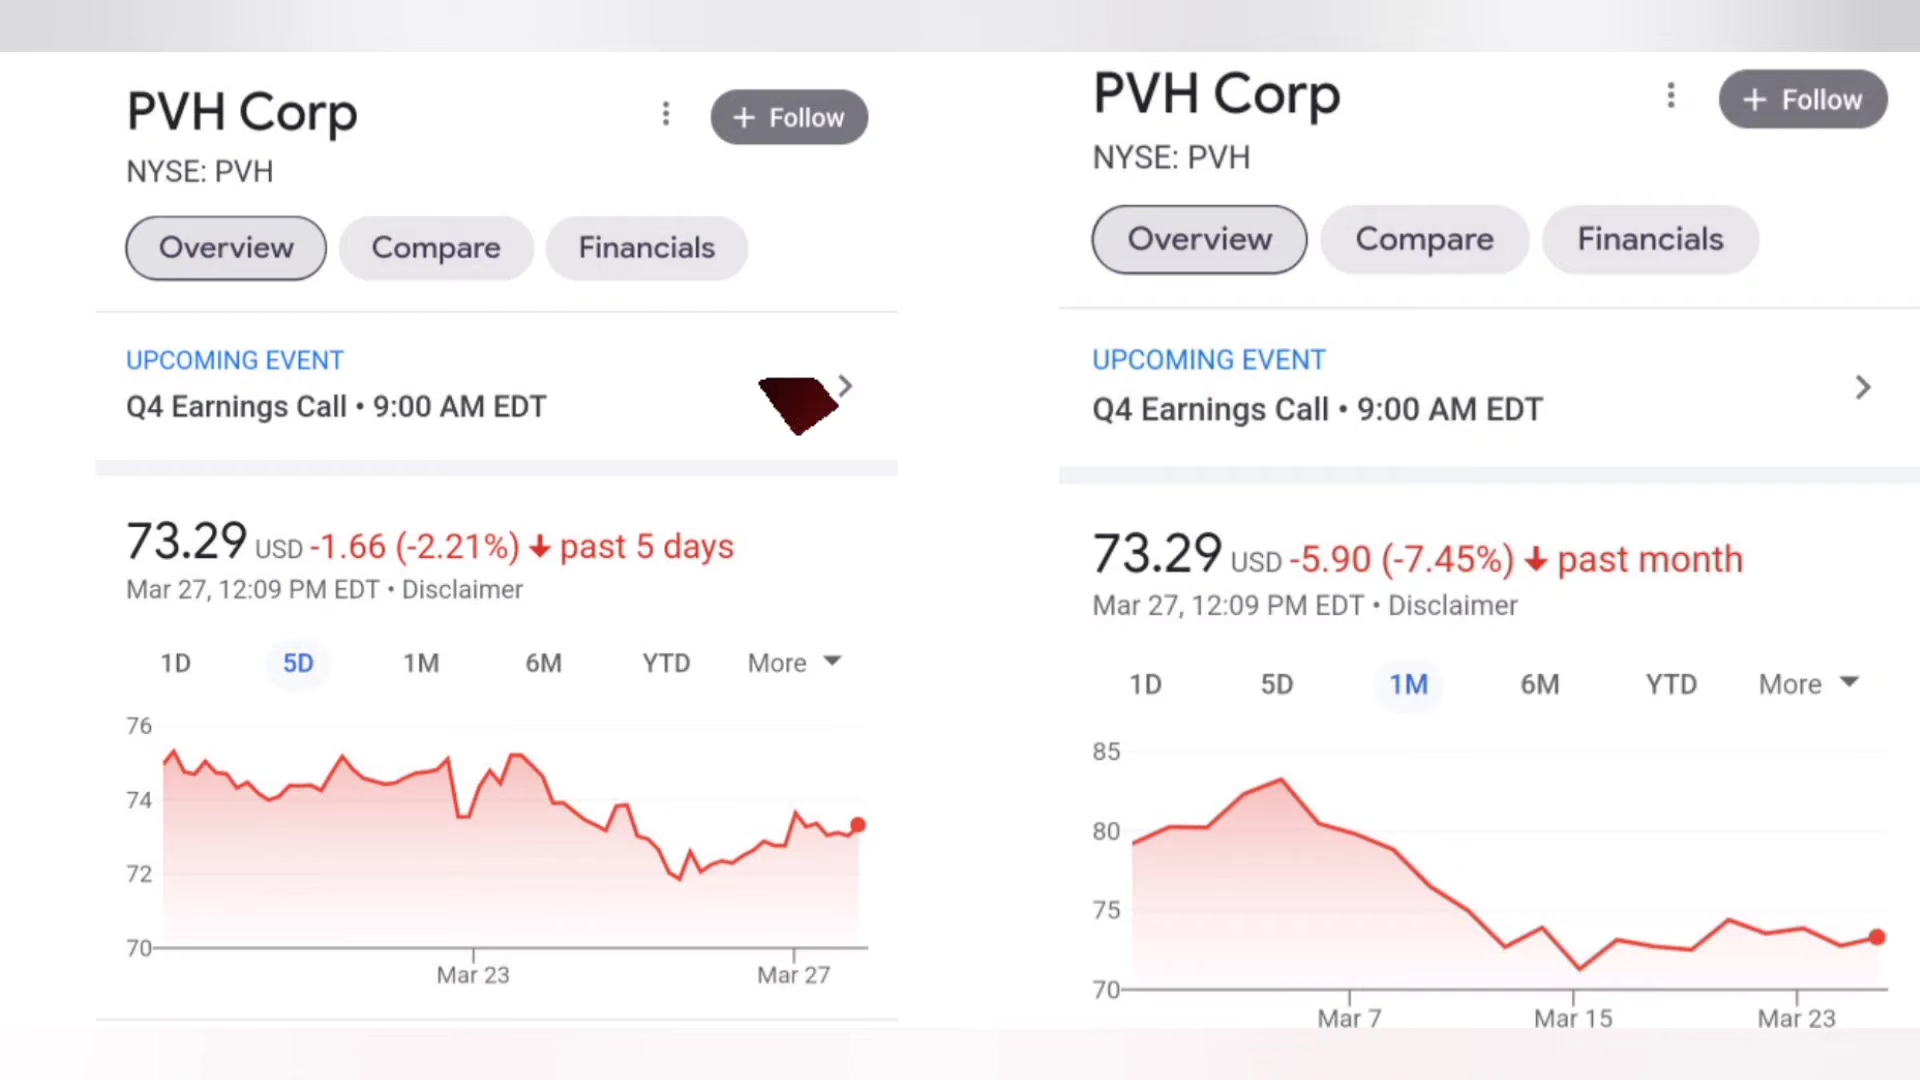 PVH Corp
+ Follow
NYSE: PVH
Overview
Compare
Financials
UPCOMING EVENT
Q4 Earnings Call • 9:00 AM EDT
73.29 USD -1.66 (-2.21%) ↓ past 5 days
Mar 27, 12:09 PM EDT • Disclaimer
1D 5D 1M 6M YTD More
76
74
72
70
Mar 23 Mar 27
PVH Corp
+ Follow
NYSE: PVH
Overview
Compare
Financials
UPCOMING EVENT
Q4 Earnings Call • 9:00 AM EDT
73.29 USD -5.90 (-7.45%) ↓ past month
Mar 27, 12:09 PM EDT • Disclaimer
1D 5D 1M 6M YTD More
85
80
75
70
Mar 7 Mar 15 Mar 23